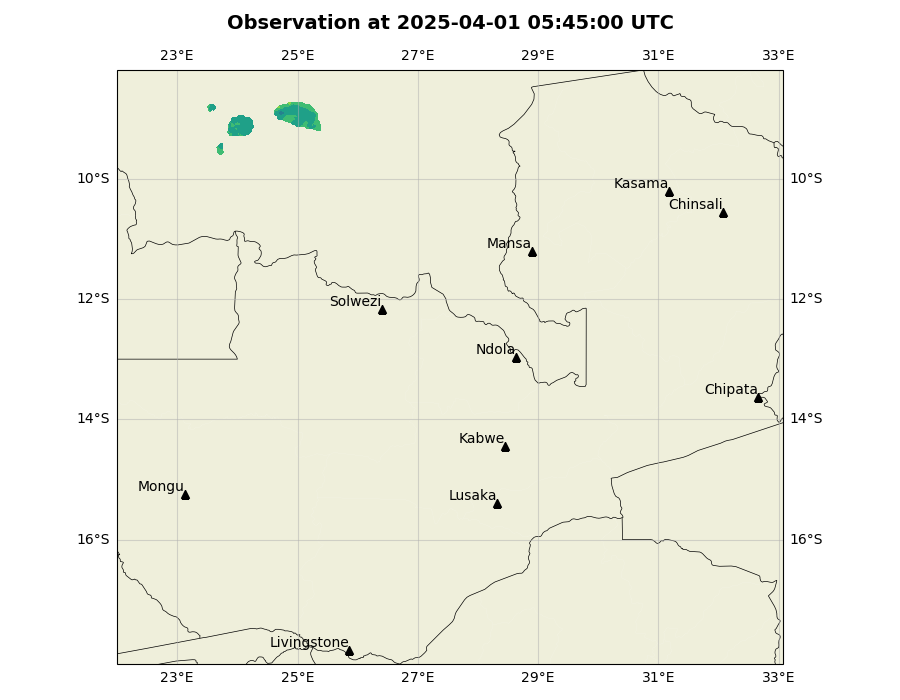 Observation at 2025-04-01 05:45:00 UTC
23°E 25°E 27°E 29°E 31°E 33°E
10°S 10°S
Kasama
Chinsali
Mansa
12°S 12°S
Solwezi
Ndola
Chipata
14°S 14°S
Kabwe
Mongu
Lusaka
16°S 16°S
Livingstone
23°E 25°E 27°E 29°E 31°E 33°E